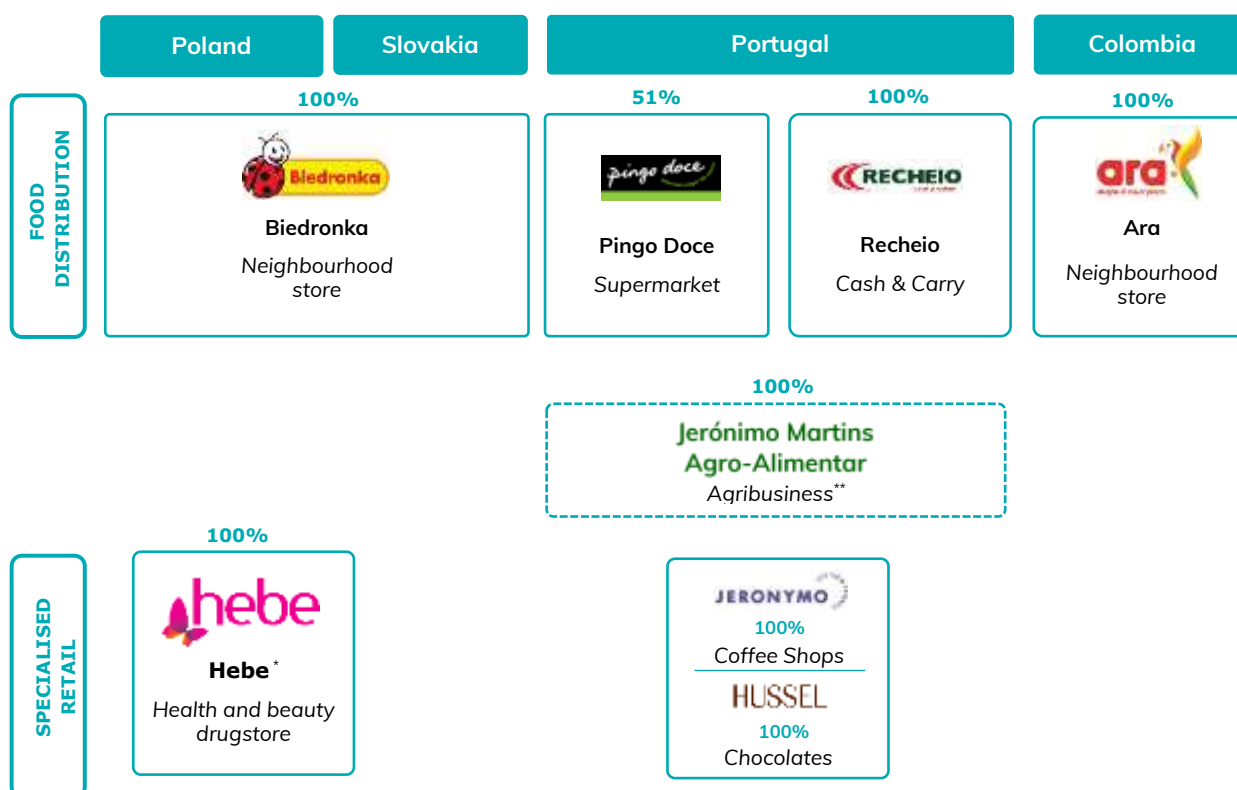 Poland
Slovakia
Portugal
Colombia
FOOD
DISTRIBUTION
100%
51%
100%
100%
Biedronka
pingo doce
RECHEIO
ara
Biedronka
Neighbourhood
store
Pingo Doce
Supermarket
Recheio
Cash & Carry
Ara
Neighbourhood
store
100%
Jerónimo Martins
Agro-Alimentar
Agribusiness**
SPECIALISED
RETAIL
100%
hebe
Hebe*
Health and beauty
drugstore
JERONYMO
100%
Coffee Shops
HUSSEL
100%
Chocolates